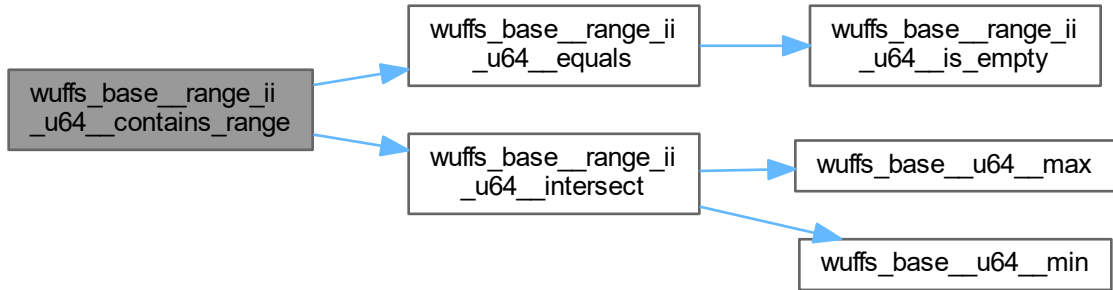 wuffs_base__range_ii
_u64__contains_range
wuffs_base__range_ii
_u64__equals
wuffs_base__range_ii
_u64__is_empty
wuffs_base__range_ii
_u64__intersect
wuffs_base__u64__max
wuffs_base__u64__min